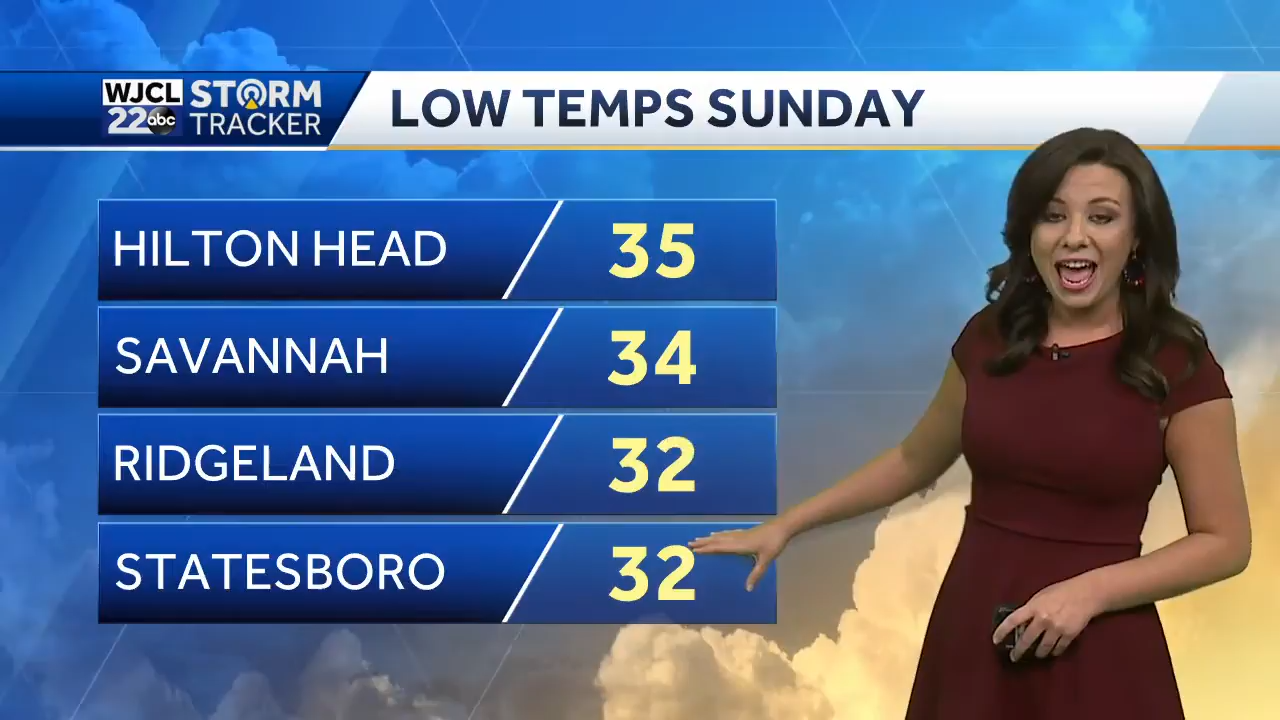 WJCL
22 abc
STORM
TRACKER
LOW TEMPS SUNDAY
HILTON HEAD 35
SAVANNAH 34
RIDGELAND 32
STATESBORO 32